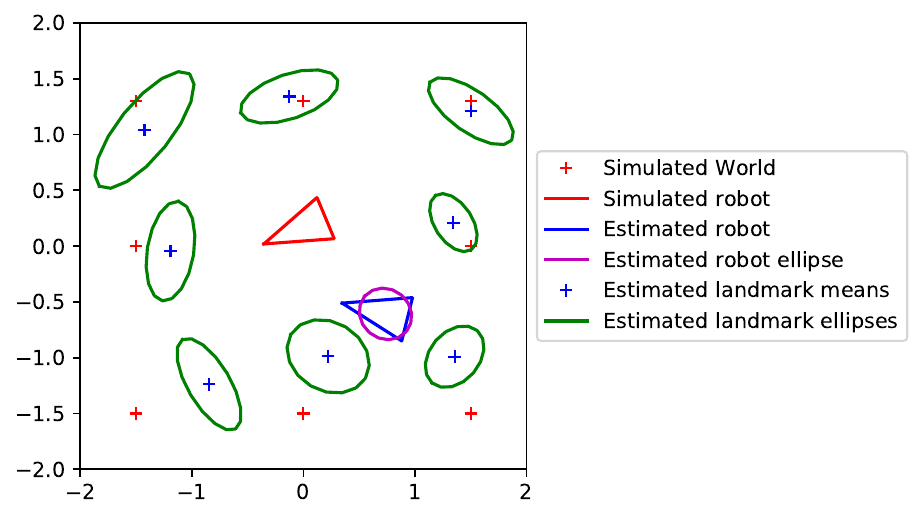 2.0
1.5
1.0
0.5
0.0
−0.5
−1.0
−1.5
−2.0
−2
−1
0
1
2
Simulated World
Simulated robot
Estimated robot
Estimated robot ellipse
Estimated landmark means
Estimated landmark ellipses